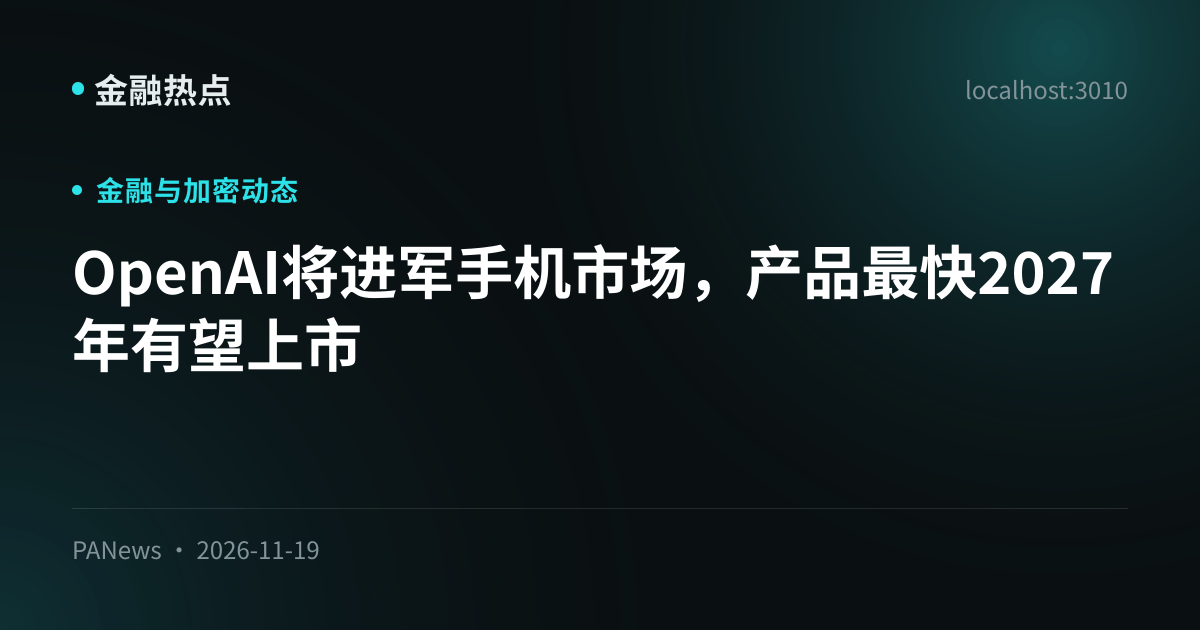 金融热点
localhost:3010
金融与加密动态
OpenAI将进军手机市场，产品最快2027
年有望上市
PANews · 2026-11-19